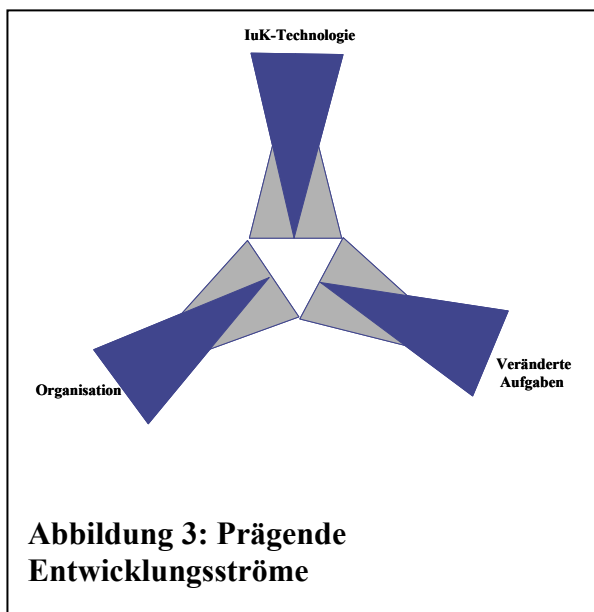 IuK-Technologie
Organisation
Veränderte
Aufgaben
Abbildung 3: Prägende
Entwicklungsströme